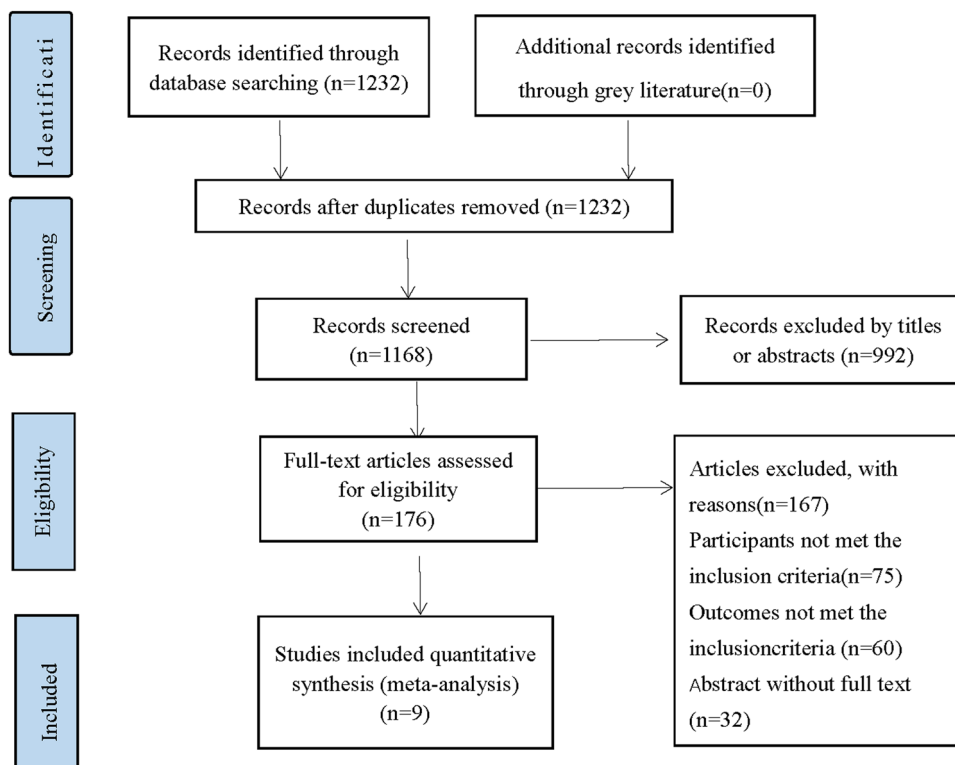 Identificati
Records identified through
database searching (n=1232)
Additional records identified
through grey literature(n=0)
Records after duplicates removed (n=1232)
Screening
Records screened
(n=1168)
Records excluded by titles
or abstracts (n=992)
Eligibility
Full-text articles assessed
for eligibility
(n=176)
Articles excluded, with
reasons(n=167)
Participants not met the
inclusion criteria(n=75)
Outcomes not met the
inclusioncriteria (n=60)
Abstract without full text
(n=32)
Included
Studies included quantitative
synthesis (meta-analysis)
(n=9)